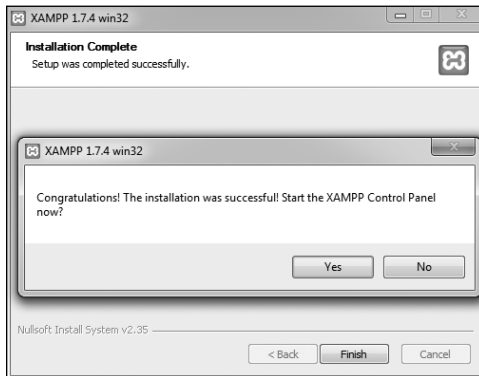 XAMPP 1.7.4 win32
Installation Complete
Setup was completed successfully.
XAMPP 1.7.4 win32
Congratulations! The installation was successful! Start the XAMPP Control Panel
now?
Yes
No
Nullsoft Install System v2.35
< Back
Finish
Cancel